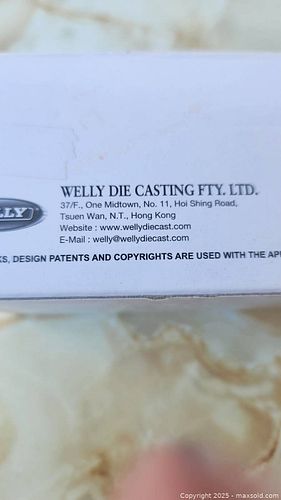 WELLY DIE CASTING FTY. LTD.
37/F., One Midtown, No. 11, Hoi Shing Road,
LLY
Tsuen Wan, N.T., Hong Kong
Website : www.wellydiecast.com
E-Mail : welly@wellydiecast.com
KS, DESIGN PATENTS AND COPYRIGHTS ARE USED WITH THE
Copyright © 2025 - maxsold.com